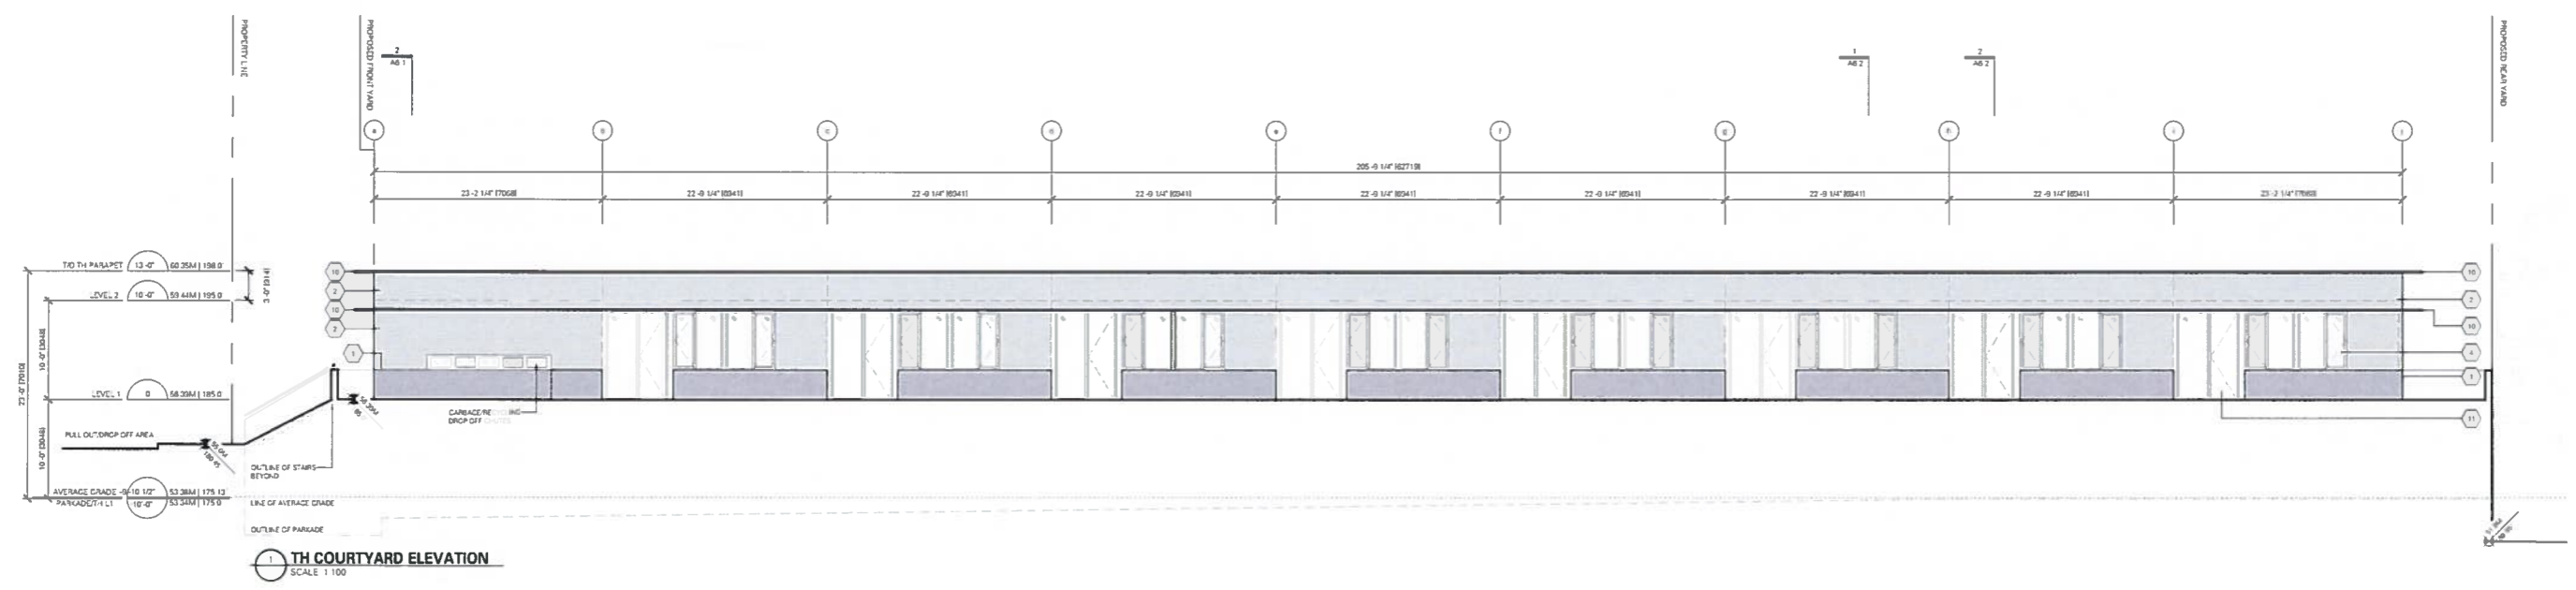 PROPERTY LINE
PROPOSED FRONT YARD
2
A6 1
1
A6 2
2
A6 2
PROPOSED REAR YARD
a
c
d
e
f
g
h
i
j
205'-9 1/4" [62719]
23'-2 1/4" [7068]
22'-9 1/4" [6941]
22'-9 1/4" [6941]
22'-9 1/4" [6941]
22'-9 1/4" [6941]
22'-9 1/4" [6941]
22'-9 1/4" [6941]
22'-9 1/4" [6941]
23'-2 1/4" [7068]
T/O TH PARAPET
13'-0"
60.35M | 198.0'
3'-0" [914]
LEVEL 2
10'-0"
59.44M | 195.0
10
2
10
2
1
10
2
10
4
1
11
23'-0" [7010]
10'-0" [3048]
LEVEL 1
0
56.39M | 185.0
GARBAGE/RECYCLING
DROP OFF CHUTES
PULL OUT/DROP OFF AREA
10'-0" [3048]
OUTLINE OF STAIRS
BEYOND
AVERAGE GRADE
-9'-10 1/2"
53.38M | 175.13'
PARKADE/TH L1
10'-0"
53.34M | 175.0
LINE OF AVERAGE GRADE
OUTLINE OF PARKADE
1
TH COURTYARD ELEVATION
SCALE 1:100